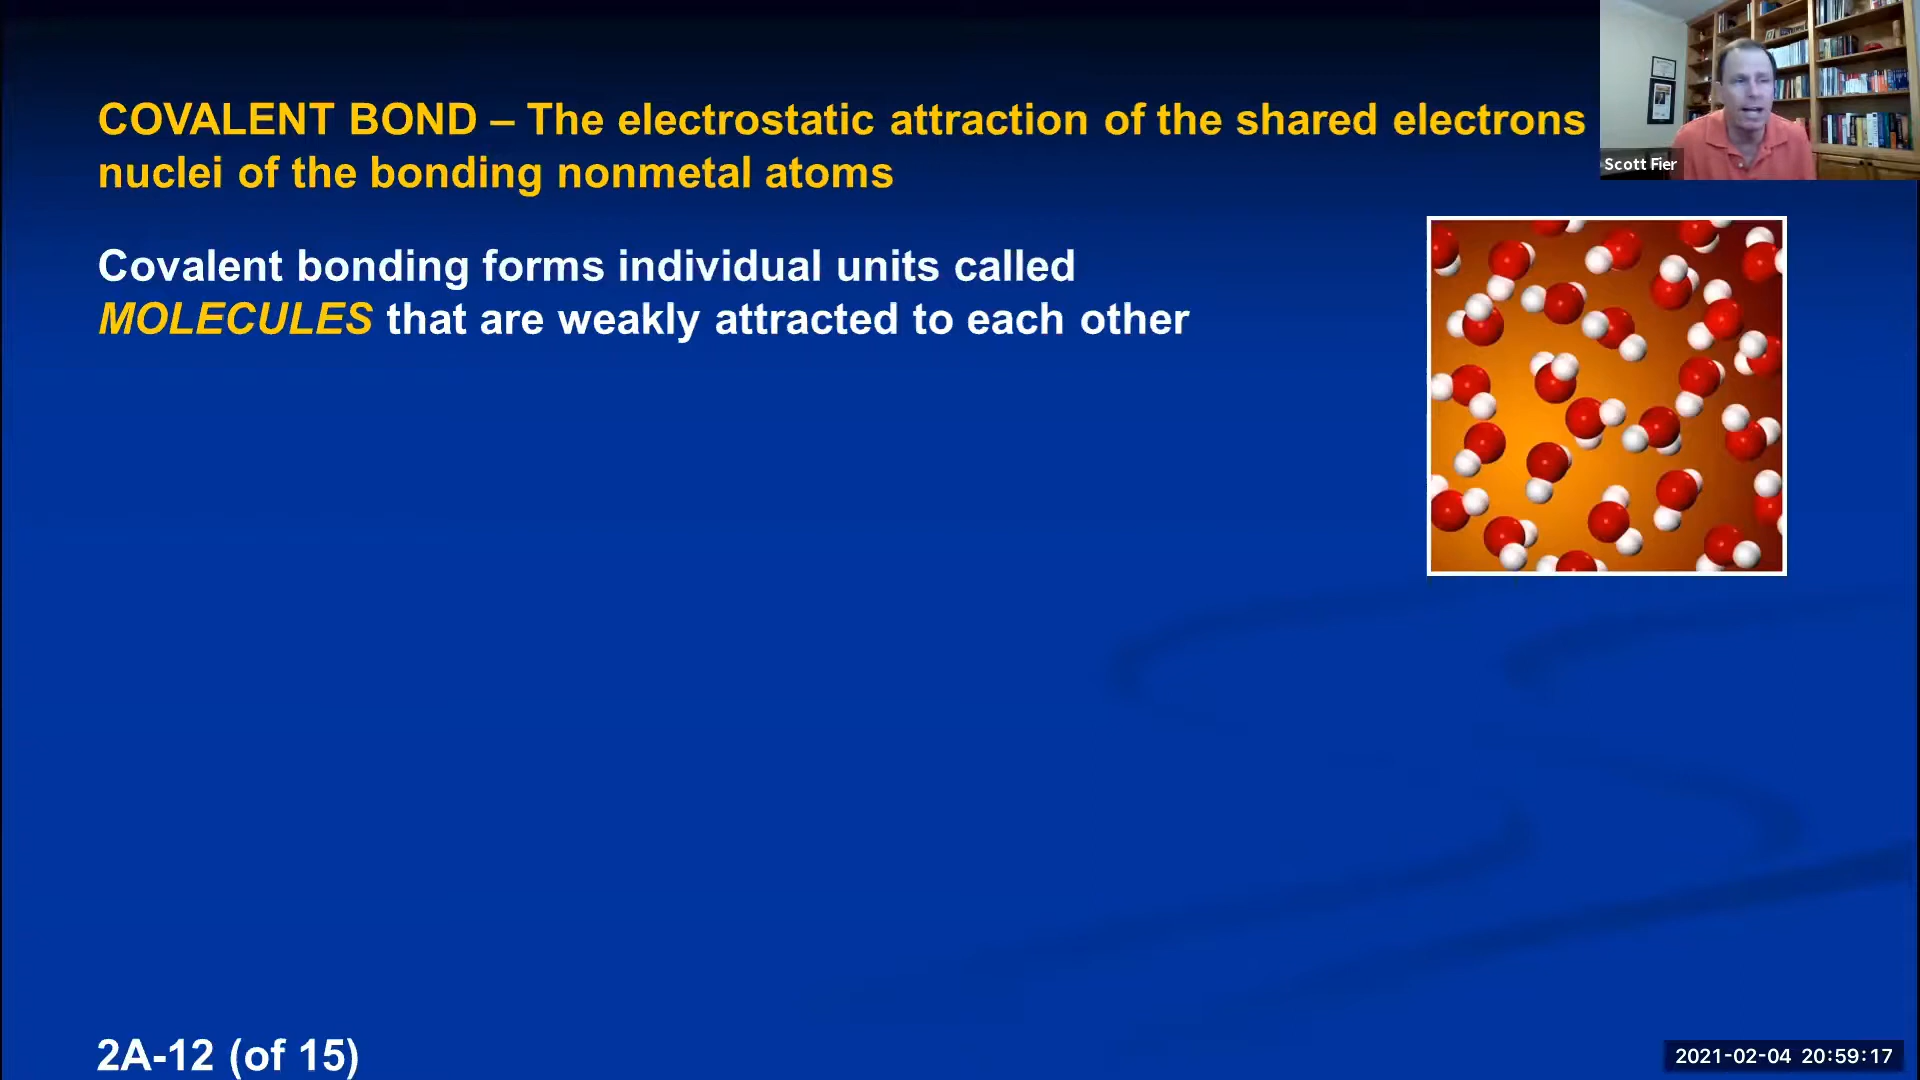 COVALENT BOND – The electrostatic attraction of the shared electrons
nuclei of the bonding nonmetal atoms
Scott Fier
Covalent bonding forms individual units called
MOLECULES that are weakly attracted to each other
2A-12 (of 15)
2021-02-04 20:59:17